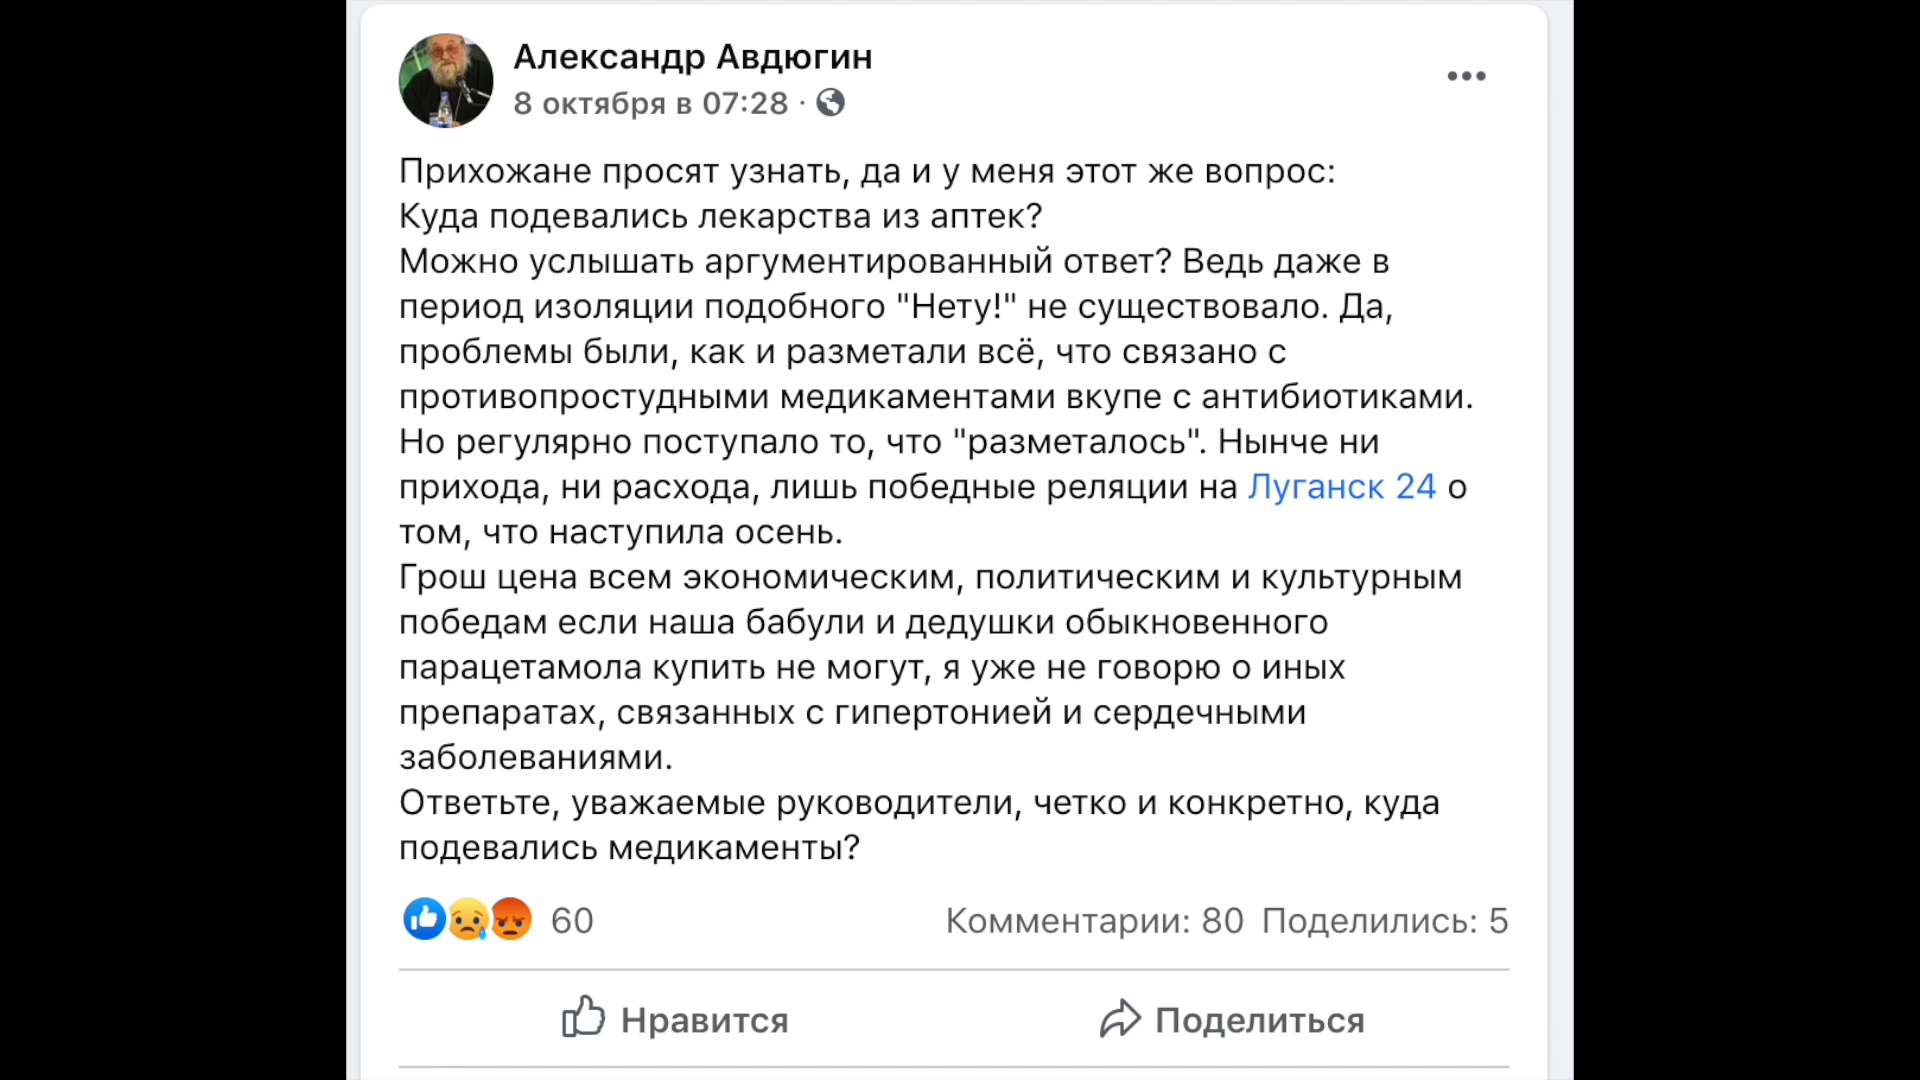 Александр Авдюгин
8 октября в 07:28 ·
Прихожане просят узнать, да и у меня этот же вопрос:
Куда подевались лекарства из аптек?
Можно услышать аргументированный ответ? Ведь даже в
период изоляции подобного "Нету!" не существовало. Да,
проблемы были, как и разметали всё, что связано с
противопростудными медикаментами вкупе с антибиотиками.
Но регулярно поступало то, что "разметалось". Нынче ни
прихода, ни расхода, лишь победные реляции на Луганск 24 о
том, что наступила осень.
Грош цена всем экономическим, политическим и культурным
победам если наша бабули и дедушки обыкновенного
парацетамола купить не могут, я уже не говорю о иных
препаратах, связанных с гипертонией и сердечными
заболеваниями.
Ответьте, уважаемые руководители, четко и конкретно, куда
подевались медикаменты?
60 Комментарии: 80 Поделились: 5
Нравится Поделиться